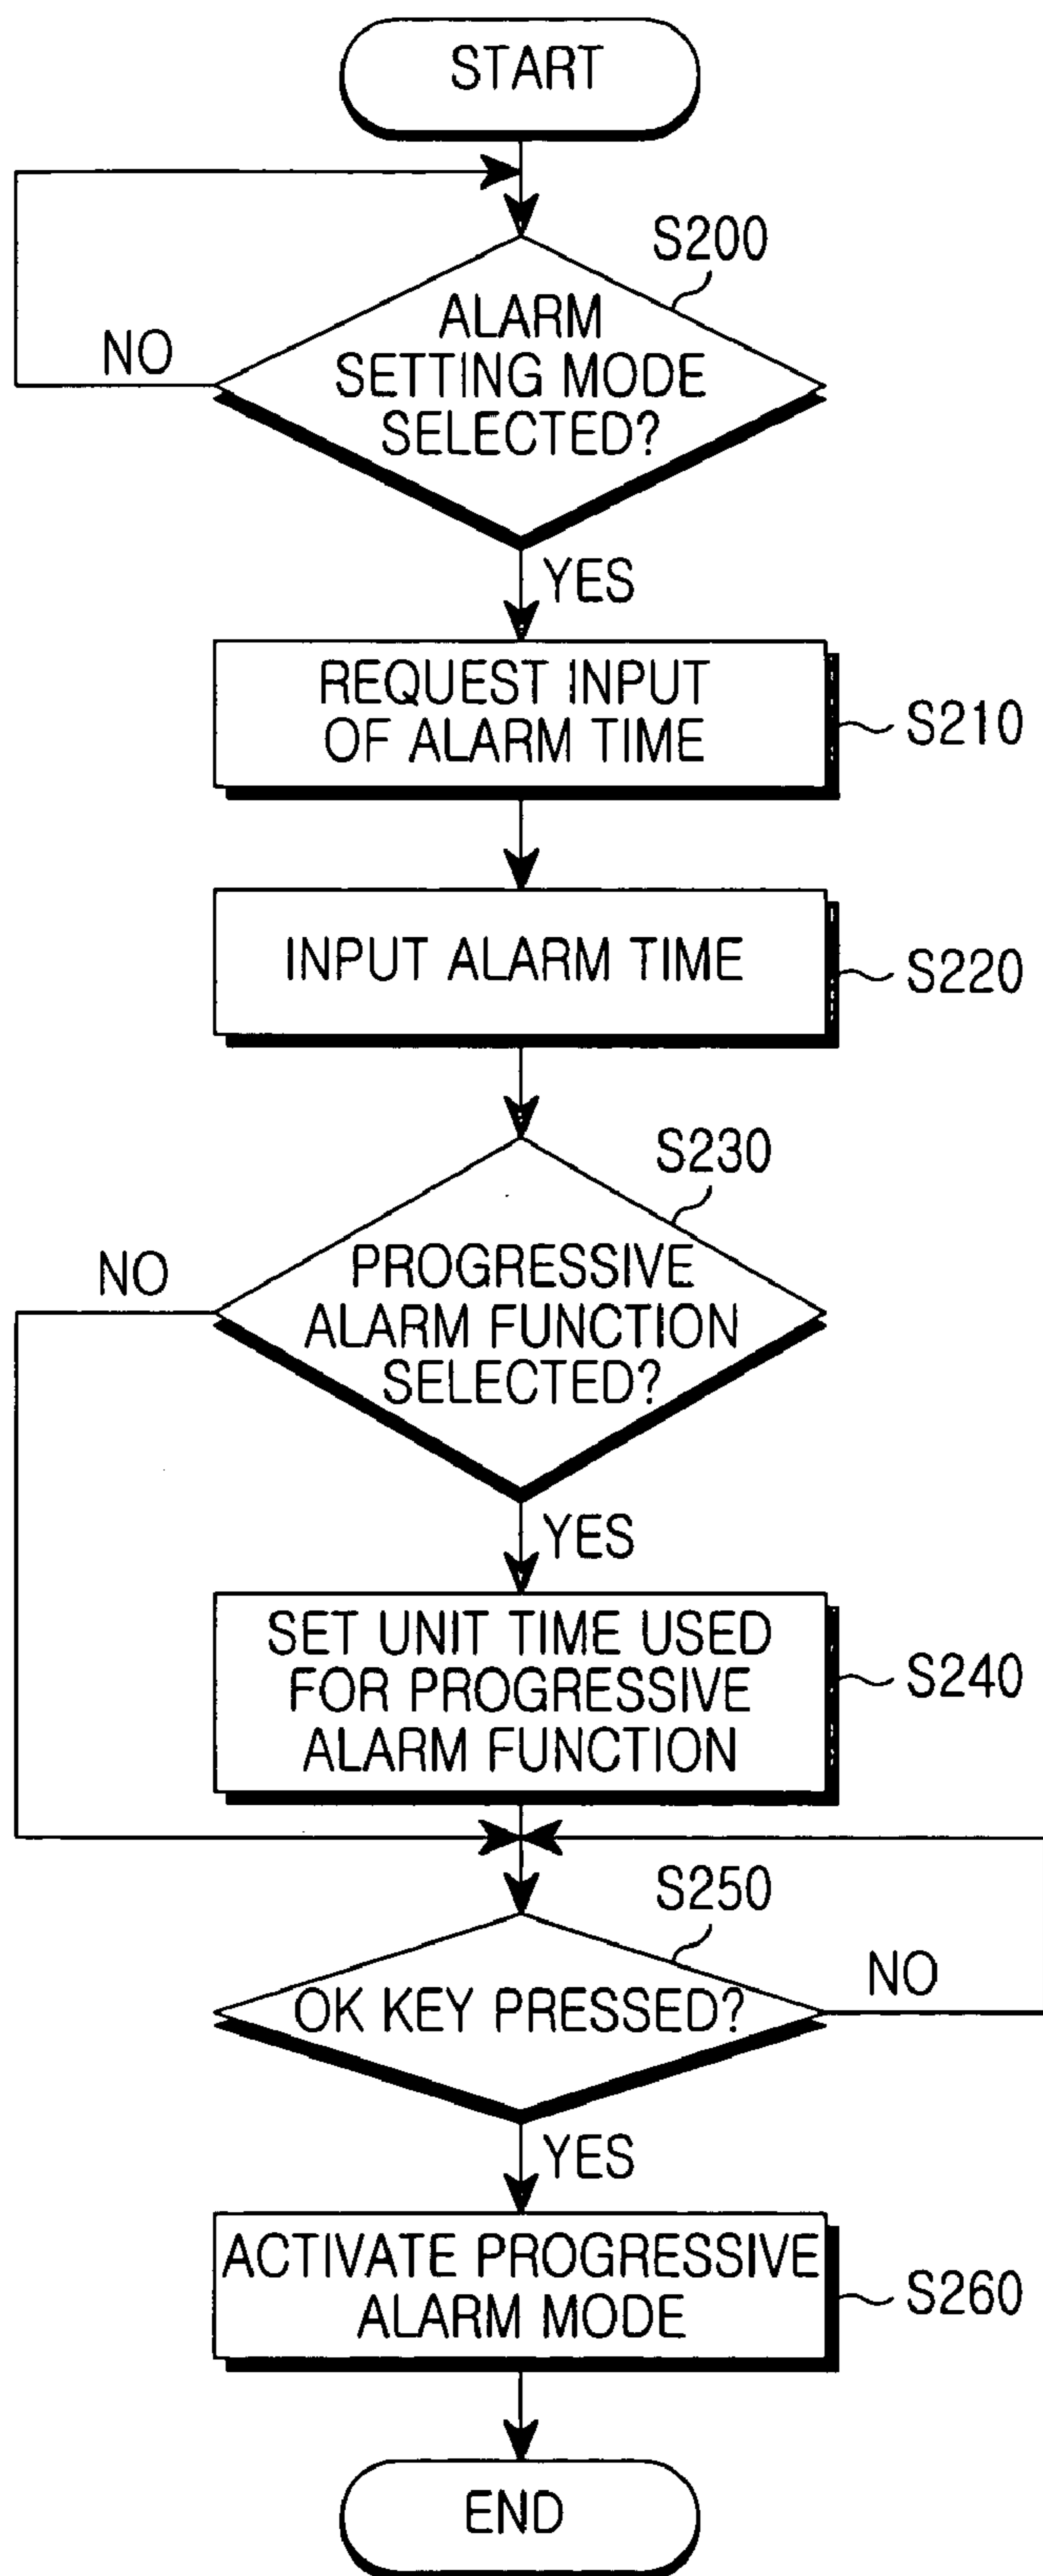 START
S200
ALARM
SETTING MODE
SELECTED?
NO
YES
REQUEST INPUT
OF ALARM TIME
S210
INPUT ALARM TIME
S220
S230
NO
PROGRESSIVE
ALARM FUNCTION
SELECTED?
YES
SET UNIT TIME USED
FOR PROGRESSIVE
ALARM FUNCTION
S240
S250
OK KEY PRESSED?
NO
YES
ACTIVATE PROGRESSIVE
ALARM MODE
S260
END